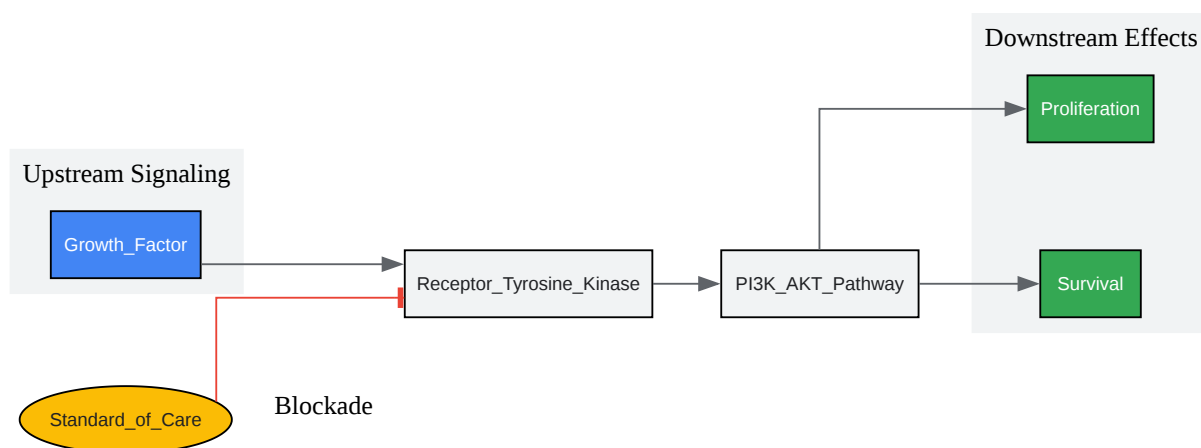 Downstream Effects
Proliferation
Upstream Signaling
Growth_Factor
Receptor_Tyrosine_Kinase
PI3K_AKT_Pathway
Survival
Blockade
Standard_of_Care